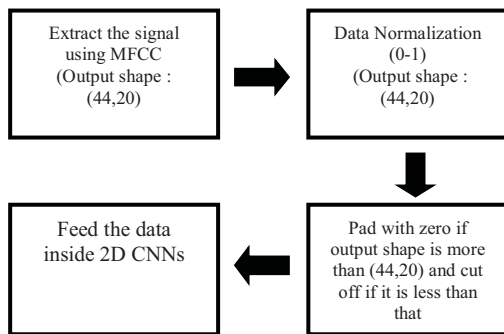 Extract the signal
using MFCC
(Output shape :
(44,20)
Data Normalization
(0-1)
(Output shape :
(44,20)
Pad with zero if
output shape is more
than (44,20) and cut
off if it is less than
that
Feed the data
inside 2D CNNs